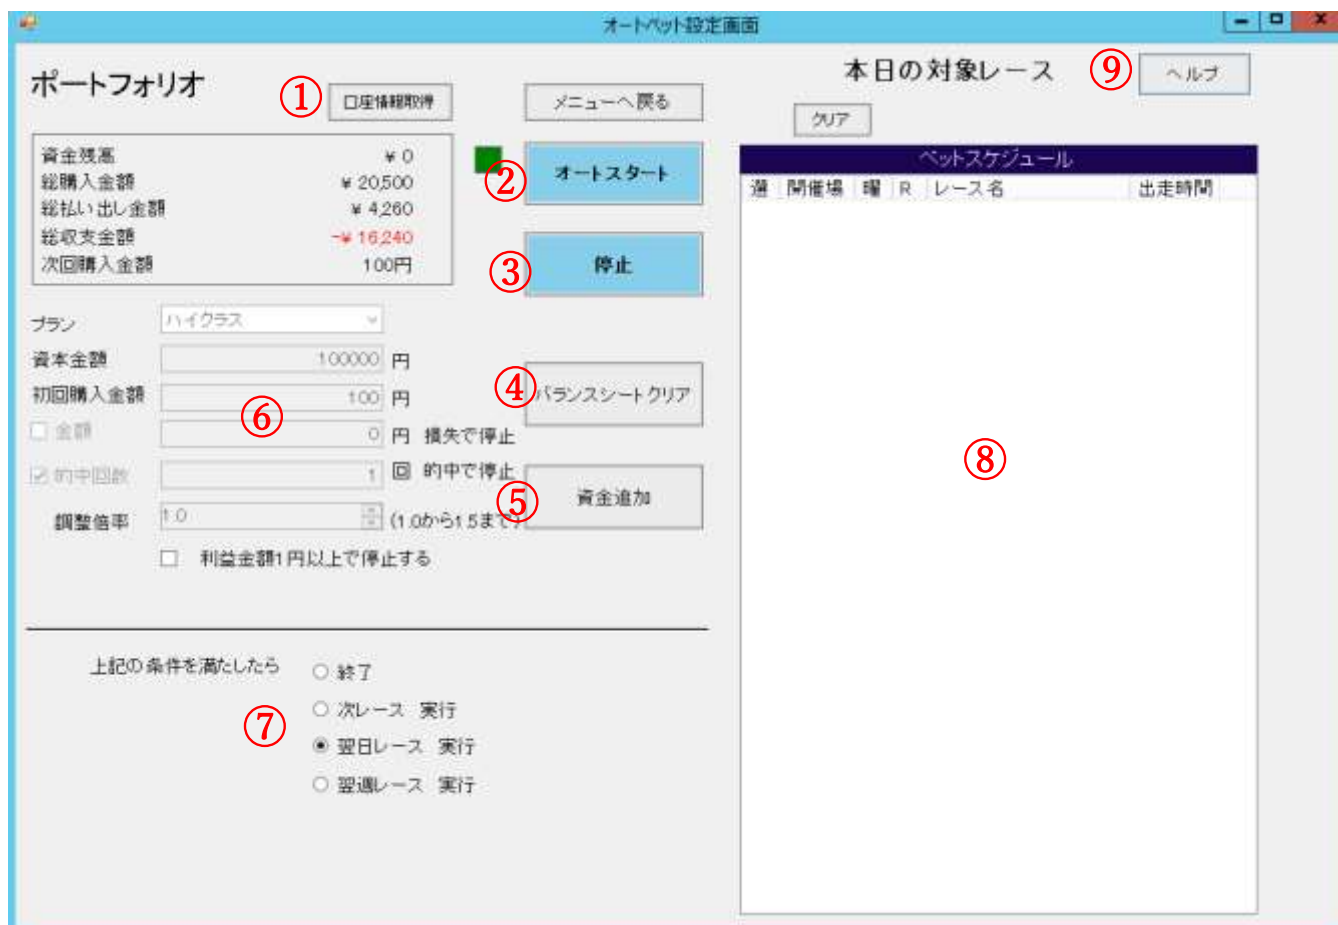 オートベット設定画面
ポートフォリオ
① 口座情報取得
メニューへ戻る
本日の対象レース
⑨ ヘルプ
クリア
資金残高 ¥ 0
総購入金額 ¥ 20,500
総払い出し金額 ¥ 4,260
総収支金額 -¥ 16,240
次回購入金額 100円
② オートスタート
③ 停止
ベットスケジュール
選 開催場 曜 R レース名 出走時間
プラン ハイクラス
資本金額 100000 円
初回購入金額 100 円
⑥
金額 0 円 損失で停止
的中回数 1 回 的中で停止
調整倍率 1.0 (1.0から1.5まで)
利益金額1円以上で停止する
④ バランスシートクリア
⑤ 資金追加
⑧
上記の条件を満たしたら
⑦
終了
次レース 実行
翌日レース 実行
翌週レース 実行